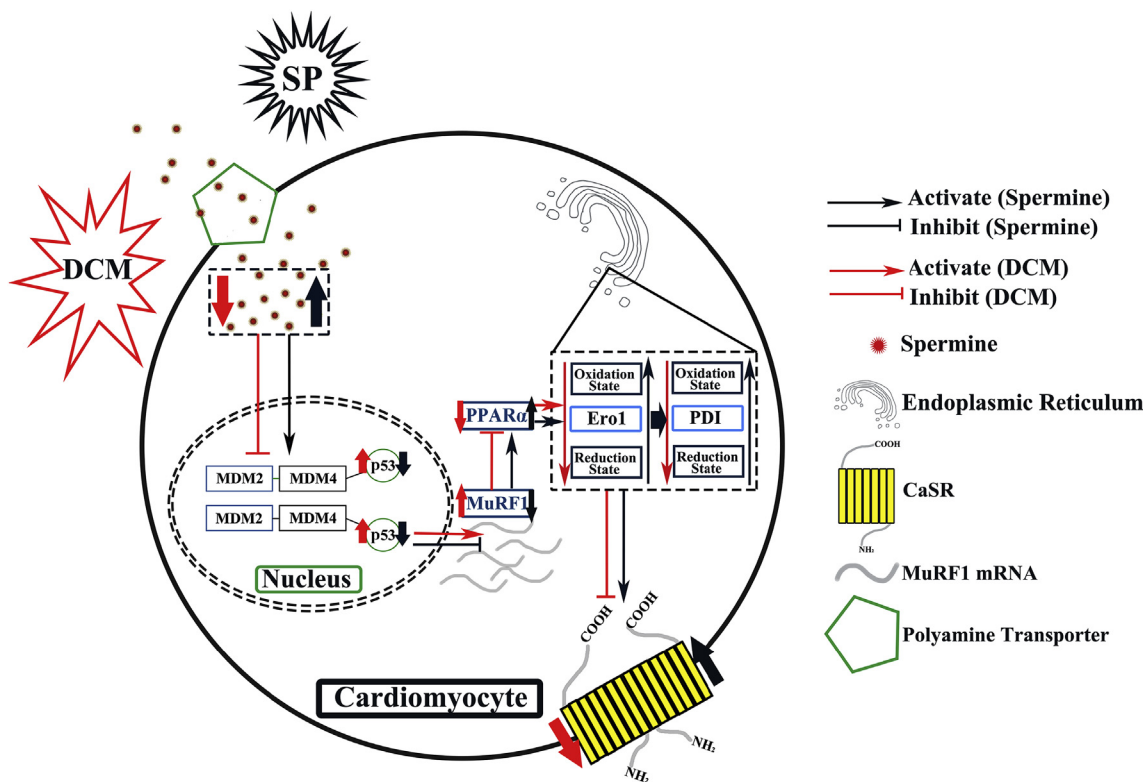 SP
DCM
PPARα
MuRF1
Oxidation
State
Ero1
Reduction
State
Oxidation
State
PDI
Reduction
State
MDM2
MDM4
p53
MDM2
MDM4
p53
Nucleus
COOH
COOH
Cardiomyocyte
NH2
NH2
Activate (Spermine)
Inhibit (Spermine)
Activate (DCM)
Inhibit (DCM)
Spermine
Endoplasmic Reticulum
COOH
CaSR
NH2
MuRF1 mRNA
Polyamine Transporter